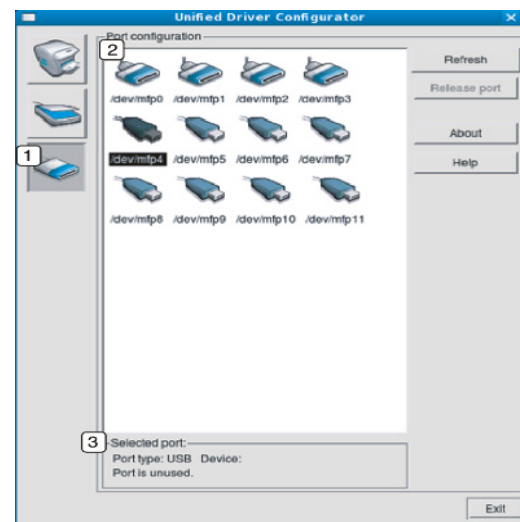 Unified Driver Configurator
Port configuration
2
Refresh
/dev/mfp0 /dev/mfp1 /dev/mfp2 /dev/mfp3
Release port
About
1
/dev/mfp4 /dev/mfp5 /dev/mfp6 /dev/mfp7
Help
/dev/mfp8 /dev/mfp9 /dev/mfp10 /dev/mfp11
3
Selected port:
Port type: USB Device:
Port is unused.
Exit